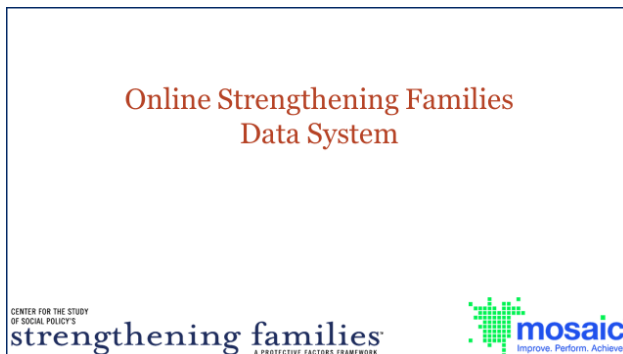 Online Strengthening Families
Data System
CENTER FOR THE STUDY
OF SOCIAL POLICY'S
strengthening families
A PROTECTIVE FACTORS FRAMEWORK
mosaic
Improve. Perform. Achieve